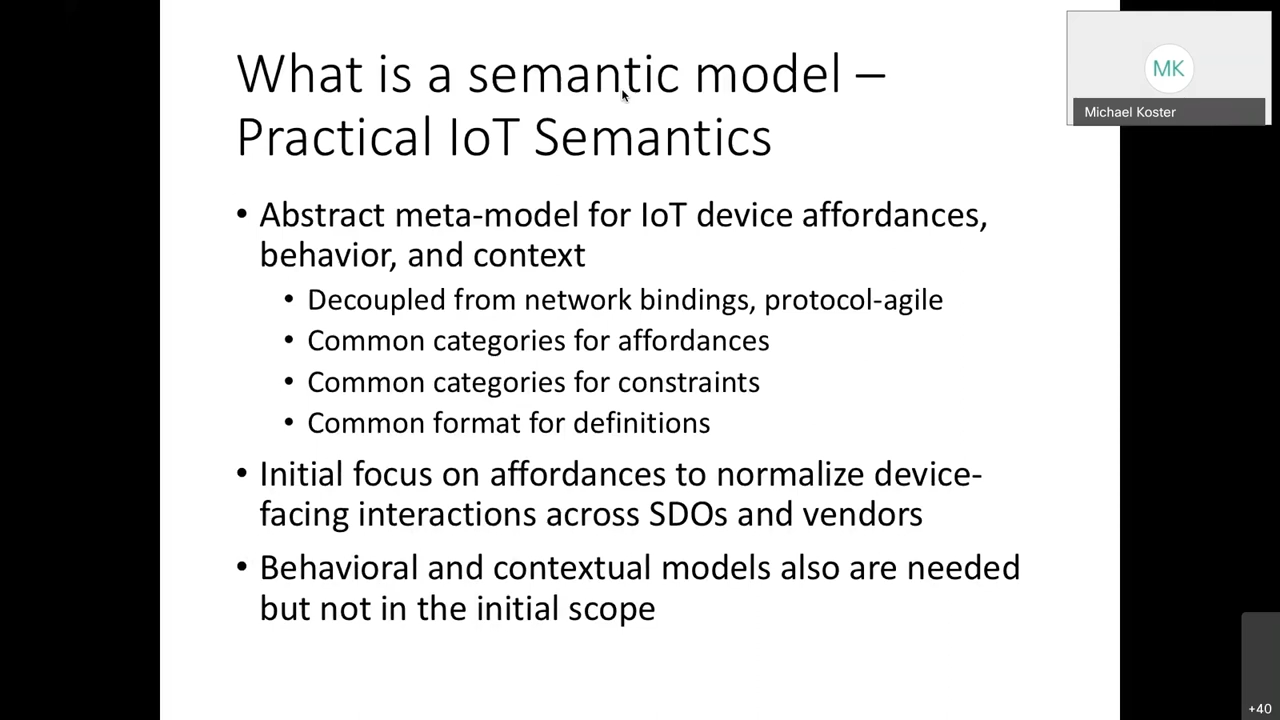 What is a semantic model –
Practical IoT Semantics
• Abstract meta-model for IoT device affordances,
behavior, and context
• Decoupled from network bindings, protocol-agile
• Common categories for affordances
• Common categories for constraints
• Common format for definitions
• Initial focus on affordances to normalize device-
facing interactions across SDOs and vendors
• Behavioral and contextual models also are needed
but not in the initial scope
MK
Michael Koster
+40